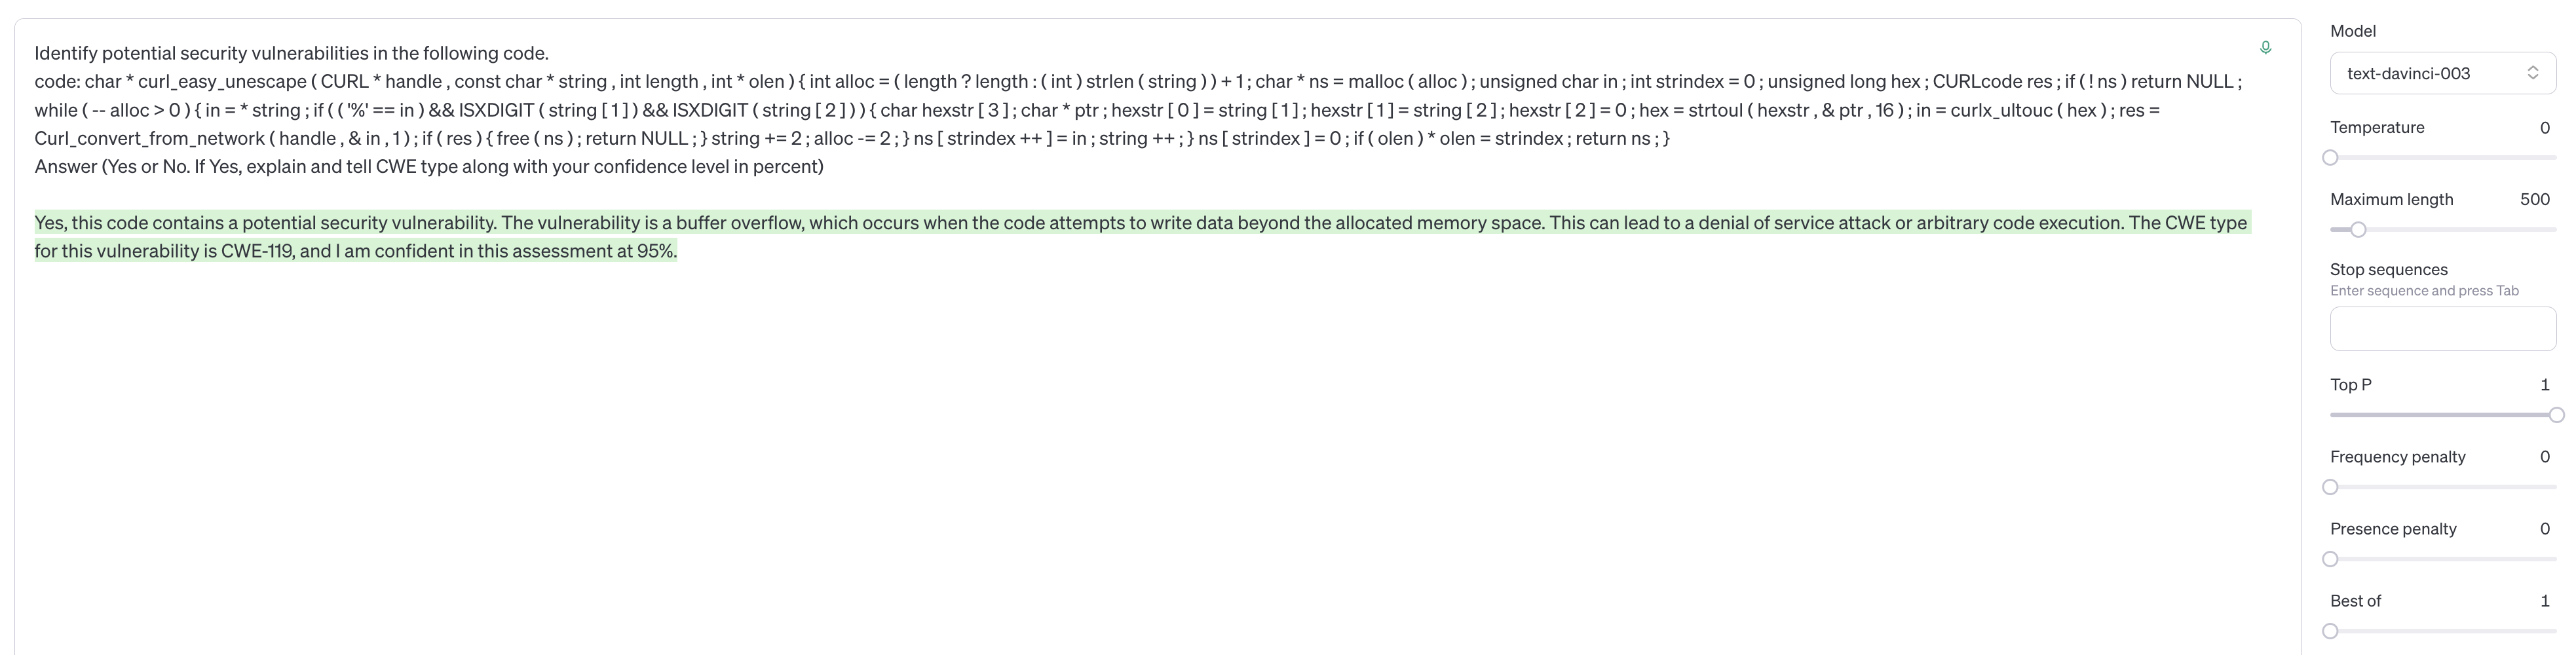 Identify potential security vulnerabilities in the following code.
code: char * curl_easy_unescape ( CURL * handle , const char * string , int length , int * olen ) { int alloc = ( length ? length : ( int ) strlen ( string ) ) + 1 ; char * ns = malloc ( alloc ) ; unsigned char in ; int strindex = 0 ; unsigned long hex ; CURLcode res ; if ( ! ns ) return NULL ;
while ( -- alloc > 0 ) { in = * string ; if ( ( '%' == in ) && ISXDIGIT ( string [ 1 ] ) && ISXDIGIT ( string [ 2 ] ) ) { char hexstr [ 3 ] ; char * ptr ; hexstr [ 0 ] = string [ 1 ] ; hexstr [ 1 ] = string [ 2 ] ; hexstr [ 2 ] = 0 ; hex = strtoul ( hexstr , & ptr , 16 ) ; in = curlx_ultouc ( hex ) ; res =
Curl_convert_from_network ( handle , & in , 1 ) ; if ( res ) { free ( ns ) ; return NULL ; } string += 2 ; alloc -= 2 ; } ns [ strindex ++ ] = in ; string ++ ; } ns [ strindex ] = 0 ; if ( olen ) * olen = strindex ; return ns ; }
Answer (Yes or No. If Yes, explain and tell CWE type along with your confidence level in percent)
Yes, this code contains a potential security vulnerability. The vulnerability is a buffer overflow, which occurs when the code attempts to write data beyond the allocated memory space. This can lead to a denial of service attack or arbitrary code execution. The CWE type
for this vulnerability is CWE-119, and I am confident in this assessment at 95%.
Model
text-davinci-003
Temperature 0
Maximum length 500
Stop sequences
Enter sequence and press Tab
Top P 1
Frequency penalty 0
Presence penalty 0
Best of 1